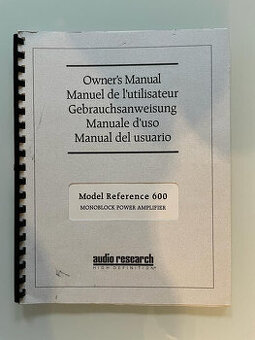 Owner's Manual
Manuel de l'utilisateur
Gebrauchsanweisung
Manuale d'uso
Manual del usuario
Model Reference 600
MONOBLOCK POWER AMPLIFIER
audio research
HIGH DEFINITION®